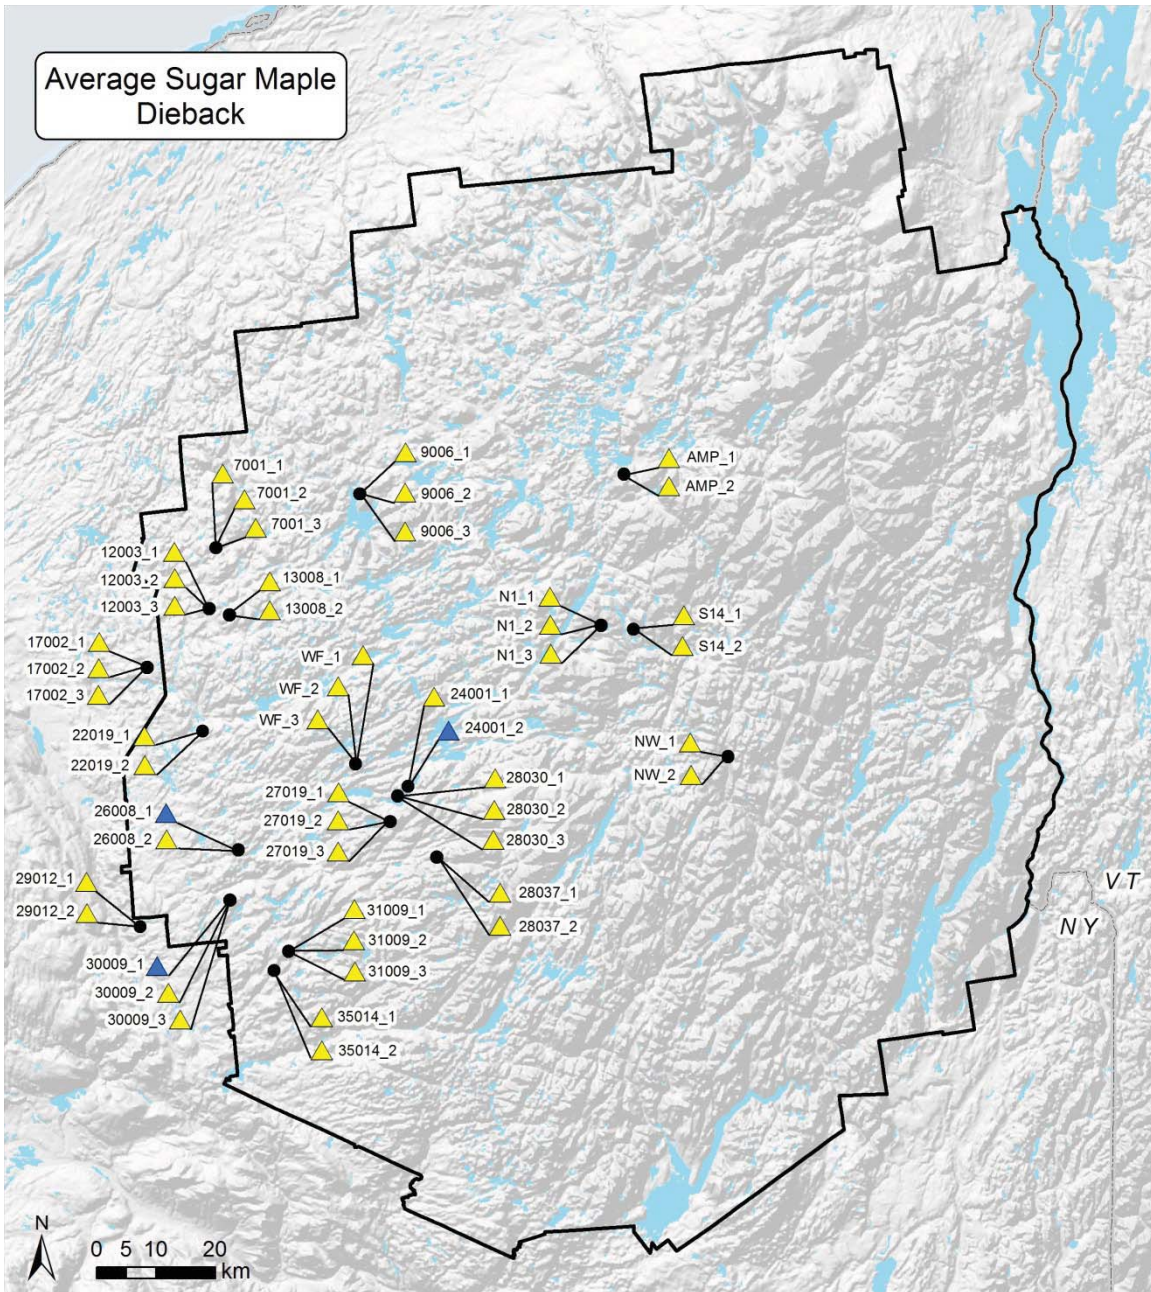 Average Sugar Maple
Dieback
7001_1
7001_2
7001_3
9006_1
9006_2
9006_3
AMP_1
AMP_2
12003_1
12003_2
12003_3
13008_1
13008_2
N1_1
N1_2
N1_3
S14_1
S14_2
17002_1
17002_2
17002_3
WF_1
WF_2
WF_3
24001_1
24001_2
22019_1
22019_2
NW_1
NW_2
27019_1
27019_2
27019_3
28030_1
28030_2
28030_3
26008_1
26008_2
29012_1
29012_2
28037_1
28037_2
31009_1
31009_2
31009_3
30009_1
30009_2
30009_3
35014_1
35014_2
VT
NY
N
0 5 10 20
km